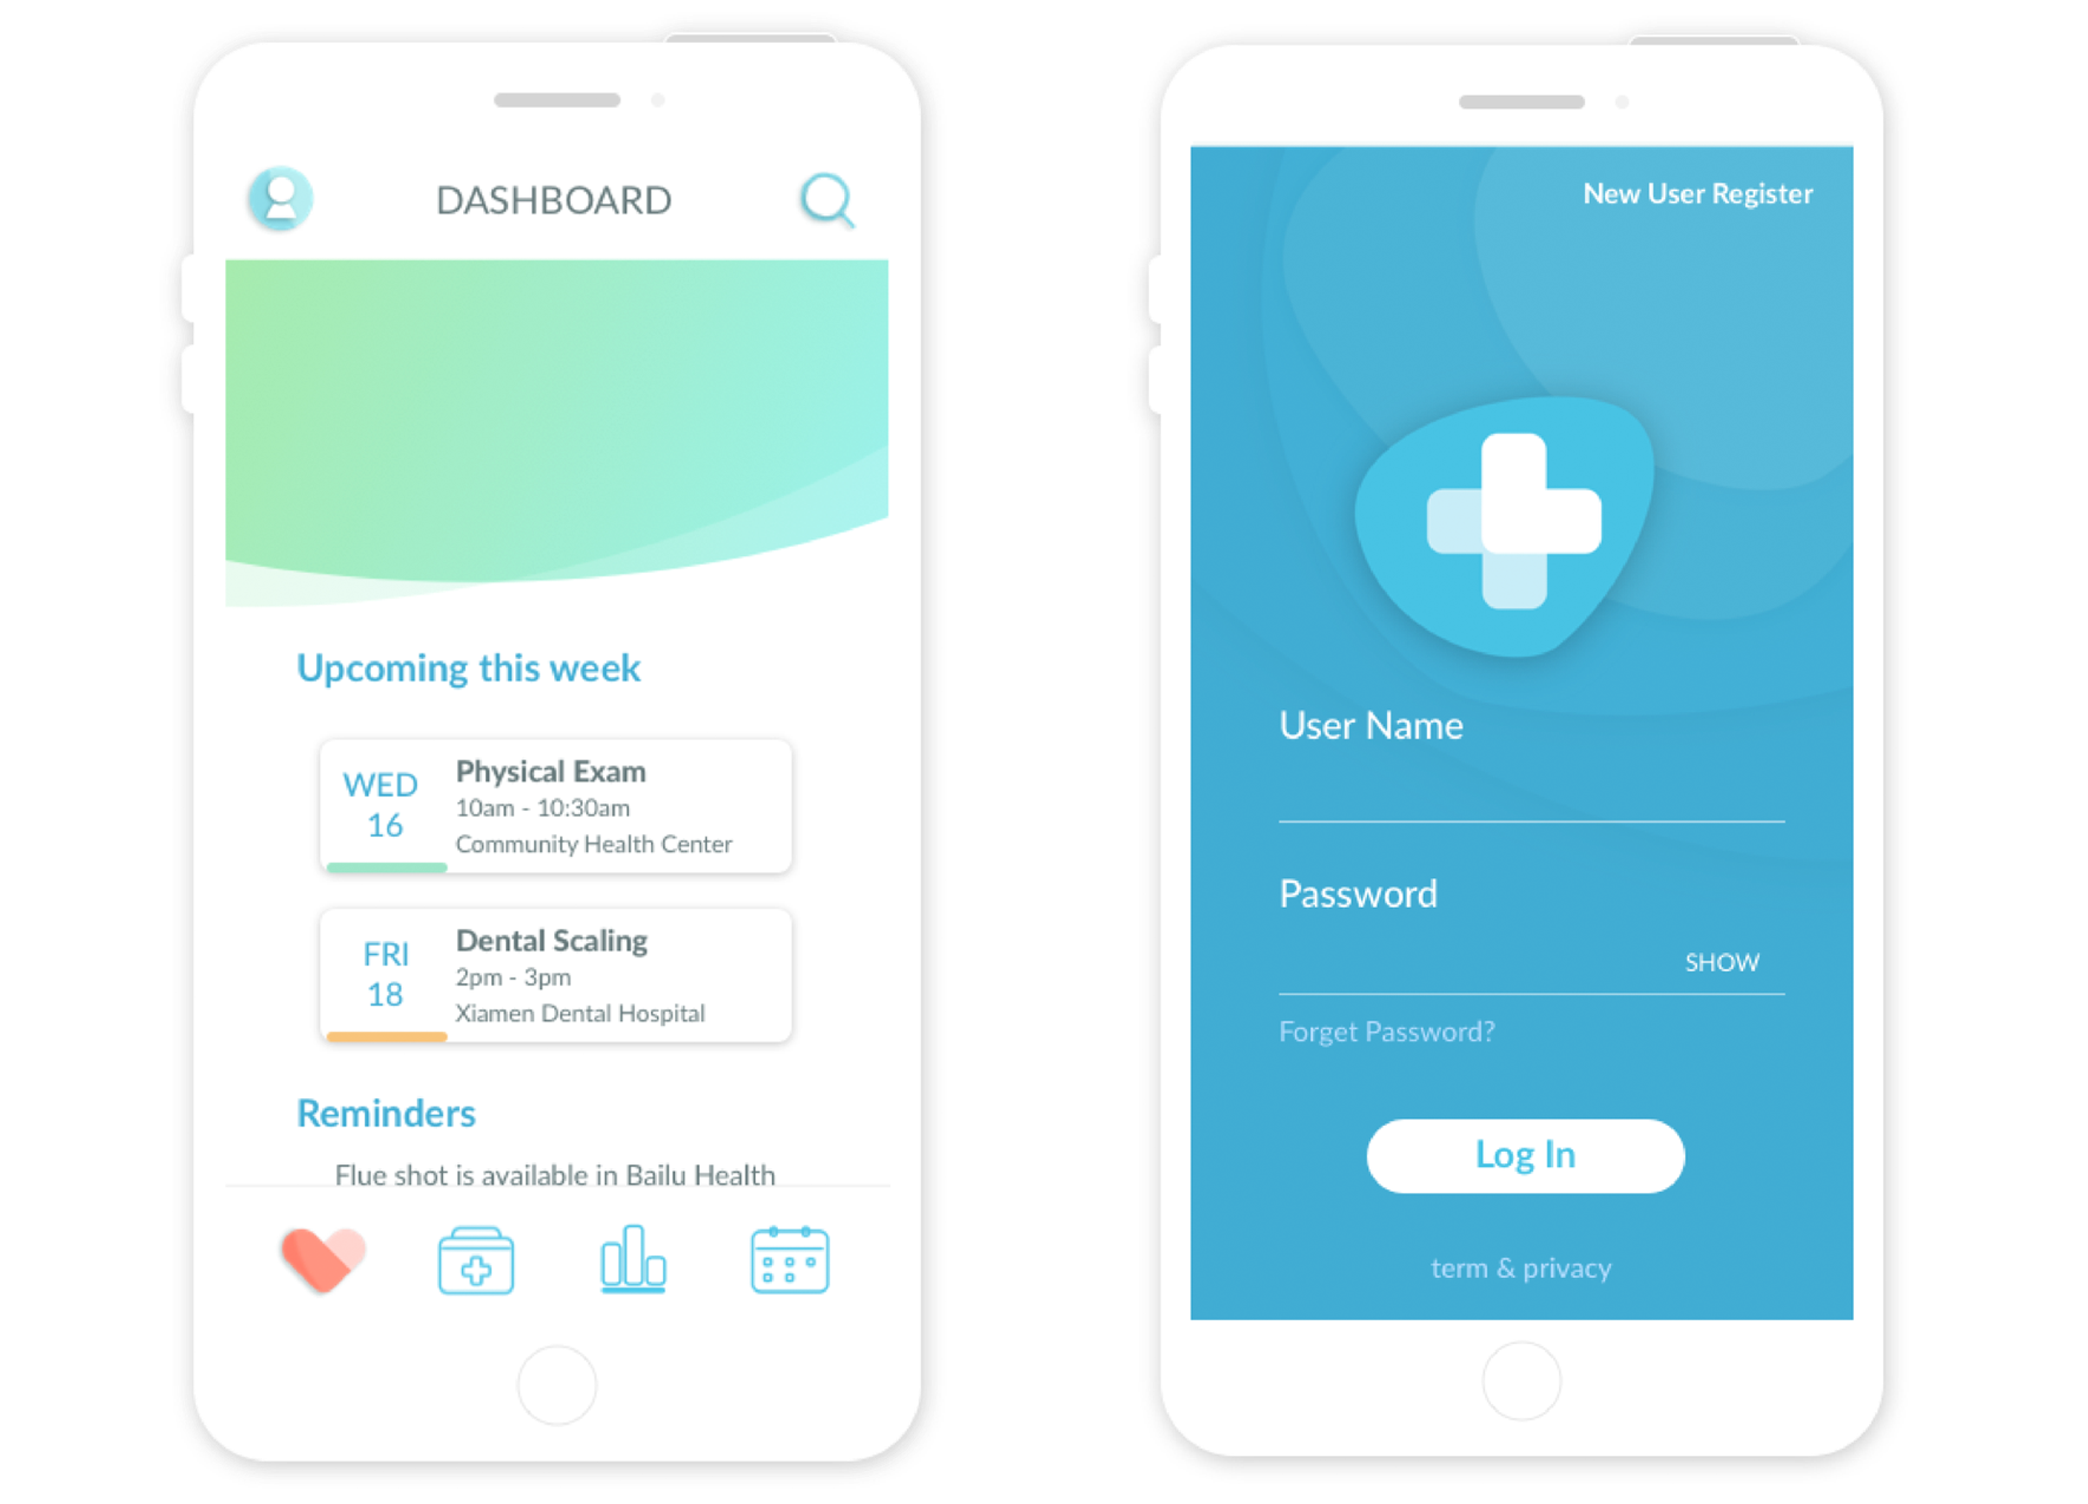 DASHBOARD
Upcoming this week
WED
16
Physical Exam
10am - 10:30am
Community Health Center
FRI
18
Dental Scaling
2pm - 3pm
Xiamen Dental Hospital
Reminders
Flue shot is available in Bailu Health
New User Register
User Name
Password
SHOW
Forget Password?
Log In
term & privacy